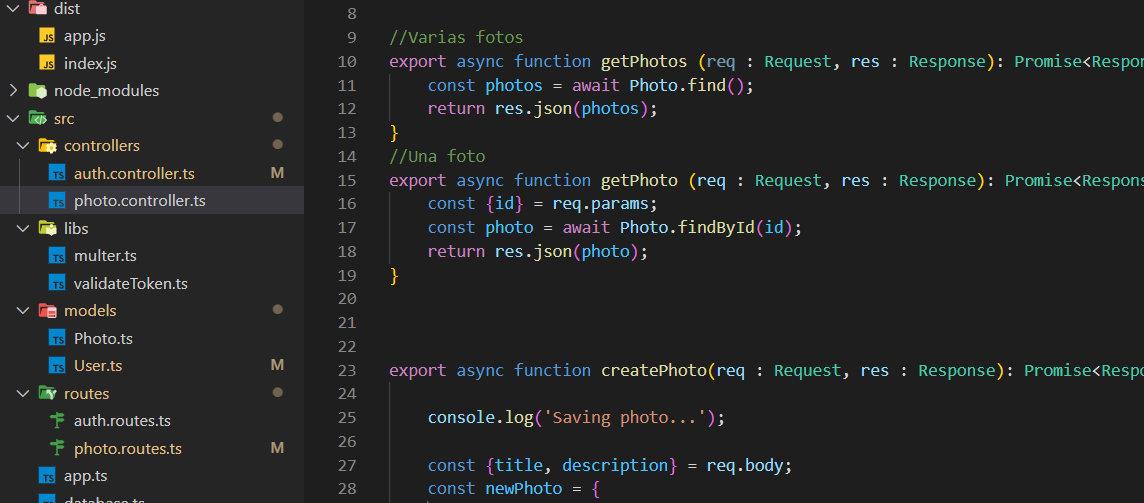 dist
app.js
index.js
node_modules
src
controllers
auth.controller.ts M
photo.controller.ts
libs
multer.ts
validateToken.ts
models
Photo.ts
User.ts M
routes
auth.routes.ts
photo.routes.ts M
app.ts
database.ts
8
9 //Varias fotos
10 export async function getPhotos (req : Request, res : Response): Promise<Respon
11 const photos = await Photo.find();
12 return res.json(photos);
13 }
14 //Una foto
15 export async function getPhoto (req : Request, res : Response): Promise<Respons
16 const {id} = req.params;
17 const photo = await Photo.findById(id);
18 return res.json(photo);
19 }
20
21
22
23 export async function createPhoto(req : Request, res : Response): Promise<Respo
24
25 console.log('Saving photo...');
26
27 const {title, description} = req.body;
28 const newPhoto = {